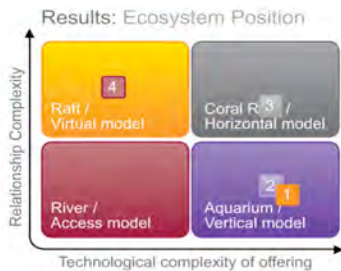 Results: Ecosystem Position
Relationship Complexity
4
Raft /
Virtual model
3
Coral R /
Horizontal model
River /
Access model
2
1
Aquarium /
Vertical model
Technological complexity of offering